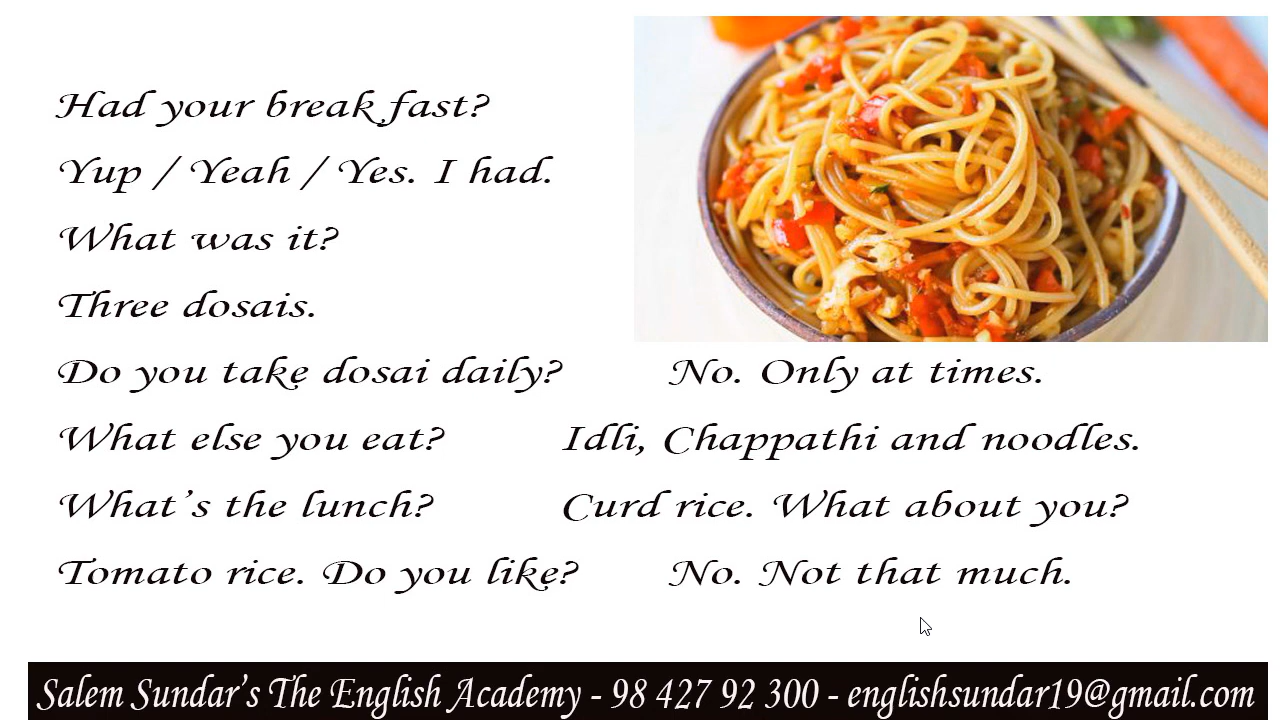 Had your break fast?
Yup / Yeah / Yes. I had.
What was it?
Three dosais.
Do you take dosai daily? No. Only at times.
What else you eat? Idli, Chappathi and noodles.
What's the lunch? Curd rice. What about you?
Tomato rice. Do you like? No. Not that much.
Salem Sundar's The English Academy - 98 427 92 300 - englishsundar19@gmail.com